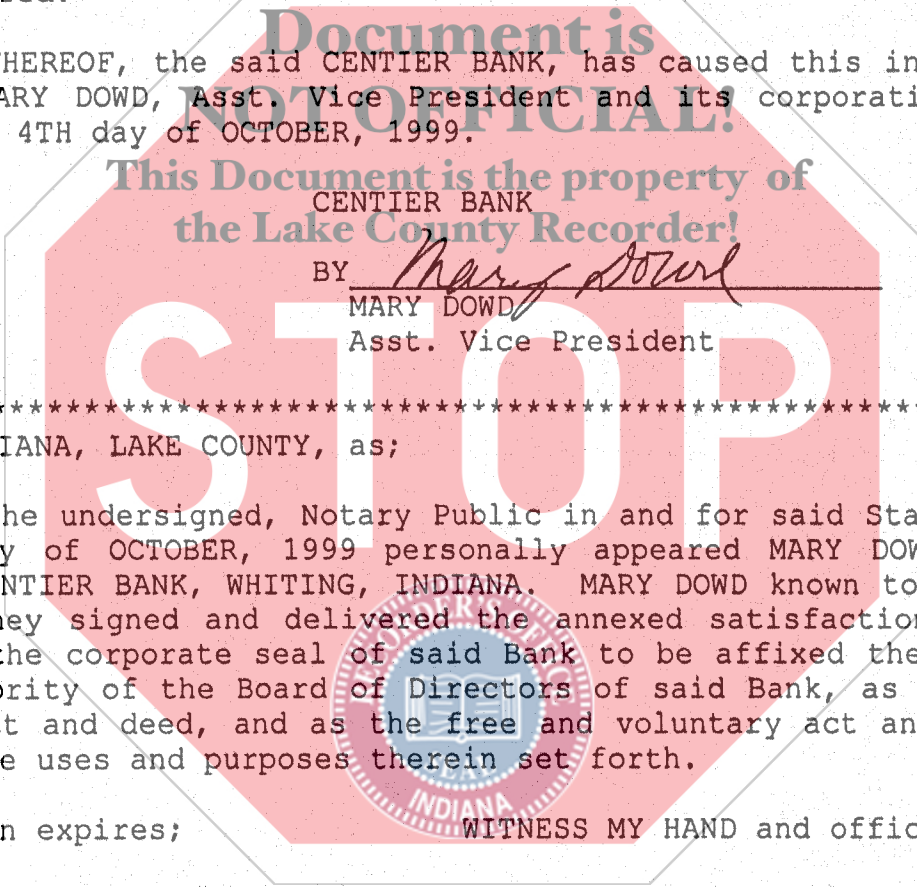 Document is
THEREOF, the said CENTIER BANK, has caused this in
ARY DOWD, Asst. Vice President and its corporati
NOT OFFICIAL!
4TH day of OCTOBER, 1999.
This Document is the property of
CENTIER BANK
the Lake County Recorder!
BY Mary Dowd
MARY DOWD
Asst. Vice President
STOP
**************************************************
IANA, LAKE COUNTY, as;
he undersigned, Notary Public in and for said Sta
y of OCTOBER, 1999 personally appeared MARY DOW
NTIER BANK, WHITING, INDIANA. MARY DOWD known to
ey signed and delivered the annexed satisfaction
the corporate seal of said Bank to be affixed the
ority of the Board of Directors of said Bank, as
t and deed, and as the free and voluntary act an
e uses and purposes therein set forth.
RECORDER'S OFFICE
SEAL
INDIANA
n expires; WITNESS MY HAND and offic